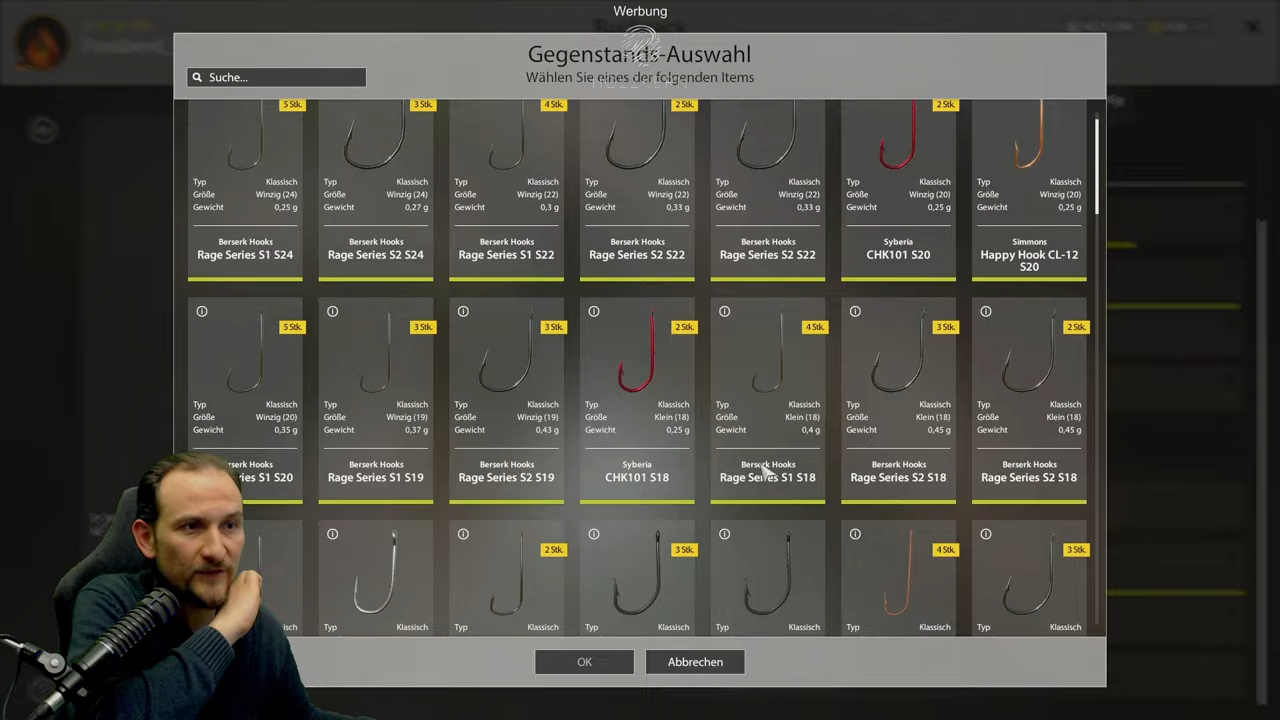 Werbung
Gegenstands-Auswahl
Suche...
Wählen Sie eines der folgenden Items
5 Stk. 3 Stk. 4 Stk. 2 Stk. 2 Stk.
Typ Klassisch Typ Klassisch Typ Klassisch Typ Klassisch Typ Klassisch Typ Klassisch Typ Klassisch
Größe Winzig (24) Größe Winzig (24) Größe Winzig (22) Größe Winzig (22) Größe Winzig (22) Größe Winzig (20) Größe Winzig (20)
Gewicht 0,25 g Gewicht 0,27 g Gewicht 0,3 g Gewicht 0,33 g Gewicht 0,33 g Gewicht 0,25 g Gewicht 0,25 g
Berserk Hooks Berserk Hooks Berserk Hooks Berserk Hooks Berserk Hooks Syberia Simmons
Rage Series S1 S24 Rage Series S2 S24 Rage Series S1 S22 Rage Series S2 S22 Rage Series S2 S22 CHK101 S20 Happy Hook CL-12
S20
5 Stk. 3 Stk. 3 Stk. 2 Stk. 4 Stk. 3 Stk. 2 Stk.
Typ Klassisch Typ Klassisch Typ Klassisch Typ Klassisch Typ Klassisch Typ Klassisch Typ Klassisch
Größe Winzig (20) Größe Winzig (19) Größe Winzig (19) Größe Klein (18) Größe Klein (18) Größe Klein (18) Größe Klein (18)
Gewicht 0,35 g Gewicht 0,37 g Gewicht 0,43 g Gewicht 0,25 g Gewicht 0,4 g Gewicht 0,45 g Gewicht 0,45 g
Hooks Berserk Hooks Berserk Hooks Syberia Berserk Hooks Berserk Hooks Berserk Hooks
es S1 S20 Rage Series S1 S19 Rage Series S2 S19 CHK101 S18 Rage Series S1 S18 Rage Series S2 S18 Rage Series S2 S18
2 Stk. 3 Stk. 4 Stk. 3 Stk.
Typ Klassisch Typ Klassisch Typ Klassisch Typ Klassisch Typ Klassisch Typ Klassisch
OK Abbrechen